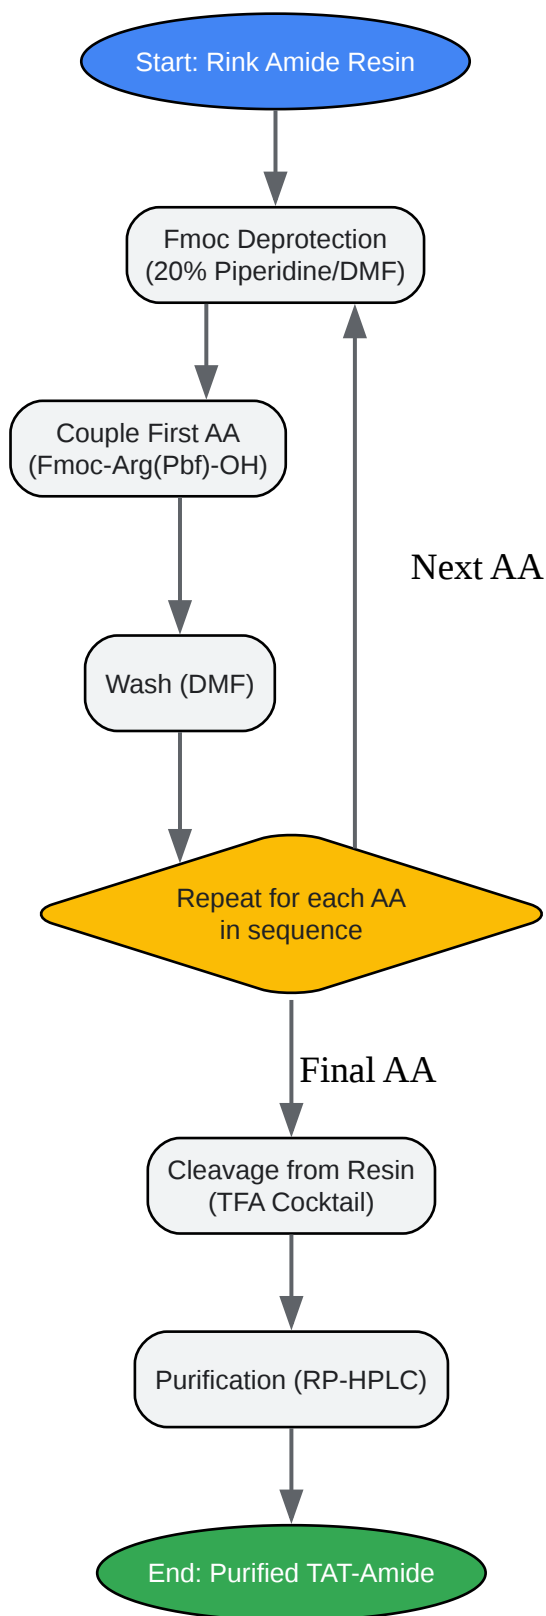 Start: Rink Amide Resin
Fmoc Deprotection
(20% Piperidine/DMF)
Couple First AA
(Fmoc-Arg(Pbf)-OH)
Next AA
Wash (DMF)
Repeat for each AA
in sequence
Final AA
Cleavage from Resin
(TFA Cocktail)
Purification (RP-HPLC)
End: Purified TAT-Amide